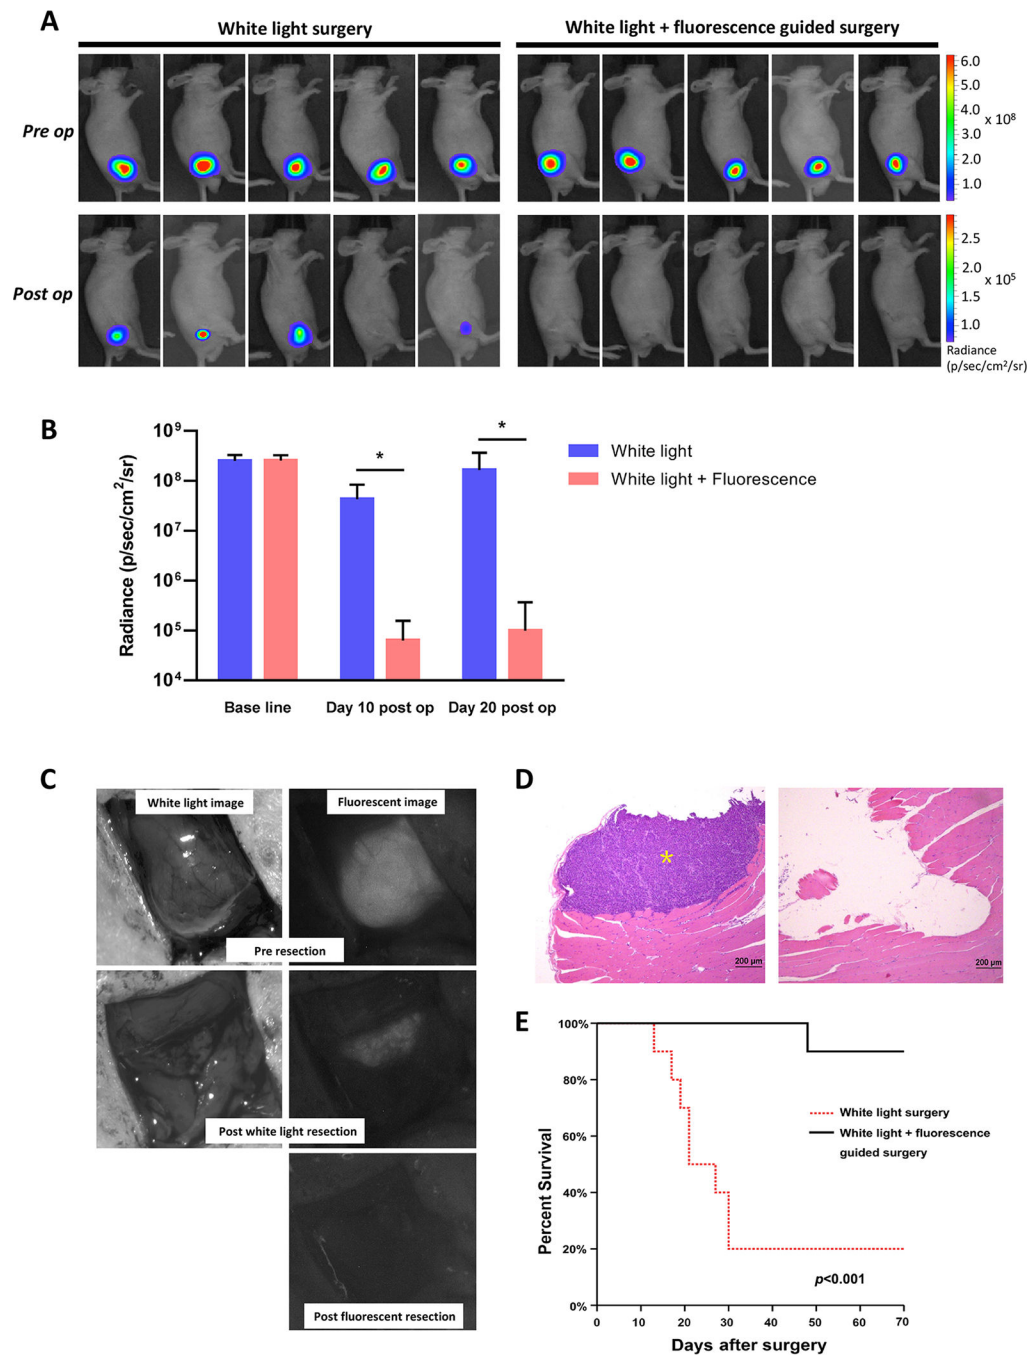 A
White light surgery
White light + fluorescence guided surgery
Pre op
6.0
4.0
3.0
2.0
1.0
x 10⁸
Post op
2.5
2.0
1.5
1.0
x 10⁵
Radiance
(p/sec/cm²/sr)
B
Radiance (p/sec/cm²/sr)
10⁹
10⁸
10⁷
10⁶
10⁵
10⁴
*
*
White light
White light + Fluorescence
Base line
Day 10 post op
Day 20 post op
C
White light image
Fluorescent image
Pre resection
Post white light resection
Post fluorescent resection
D
*
200 µm
200 µm
E
Percent Survival
100%
80%
60%
40%
20%
0%
White light surgery
White light + fluorescence
guided surgery
p<0.001
0
10
20
30
40
50
60
70
Days after surgery